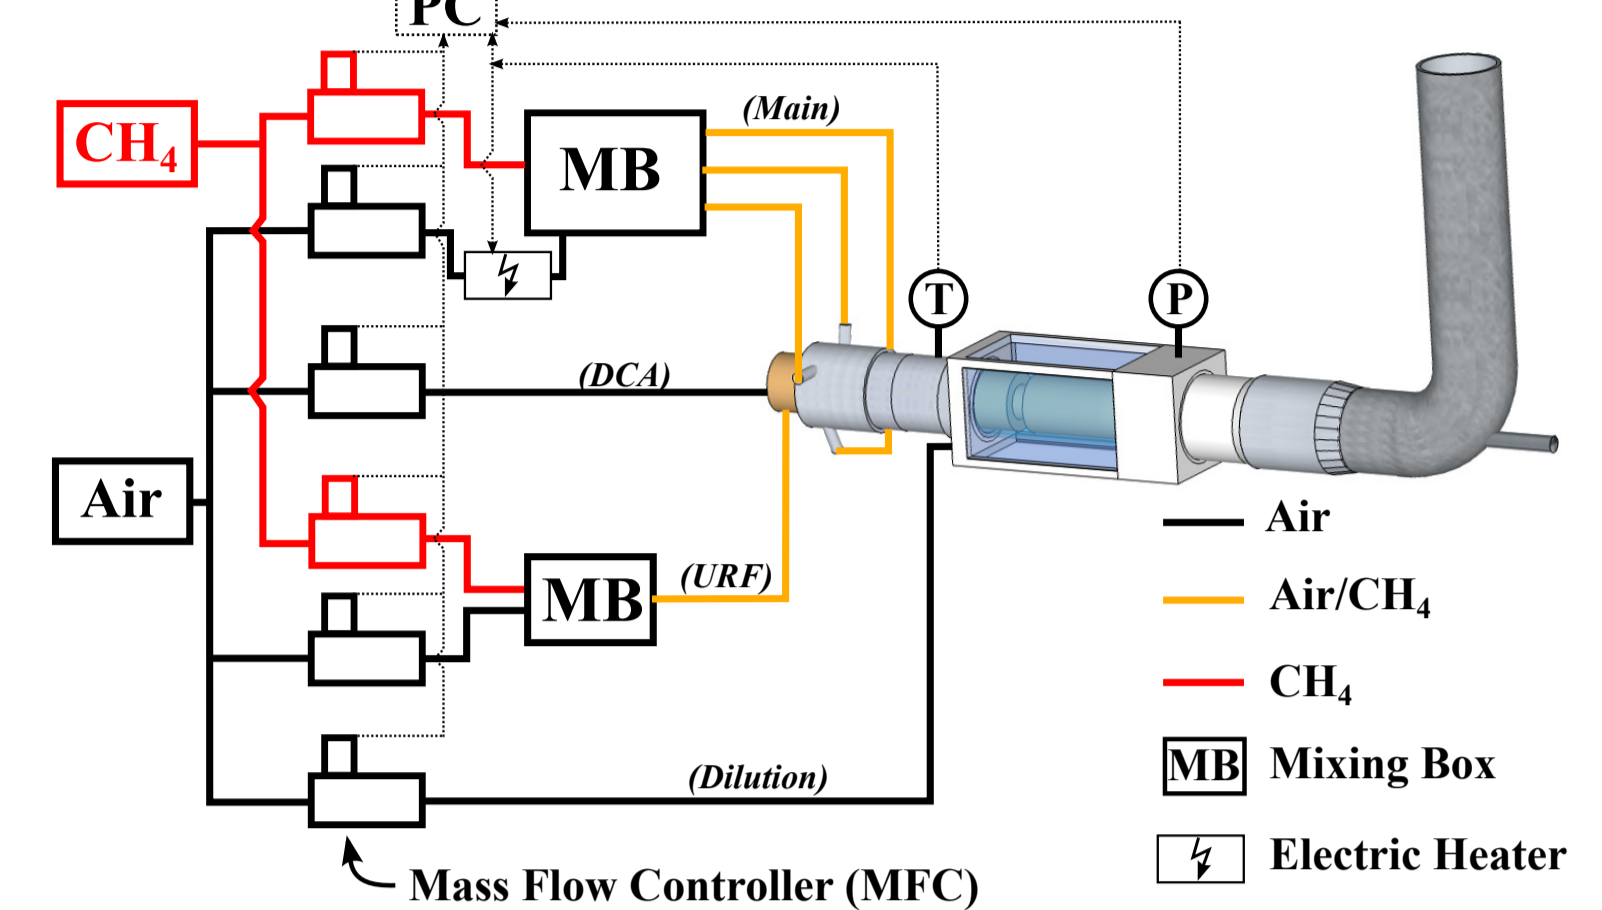 PC
(Main)
CH₄
MB
T
P
(DCA)
Air
Air
(URF)
MB
Air/CH₄
CH₄
(Dilution)
MB Mixing Box
Electric Heater
Mass Flow Controller (MFC)